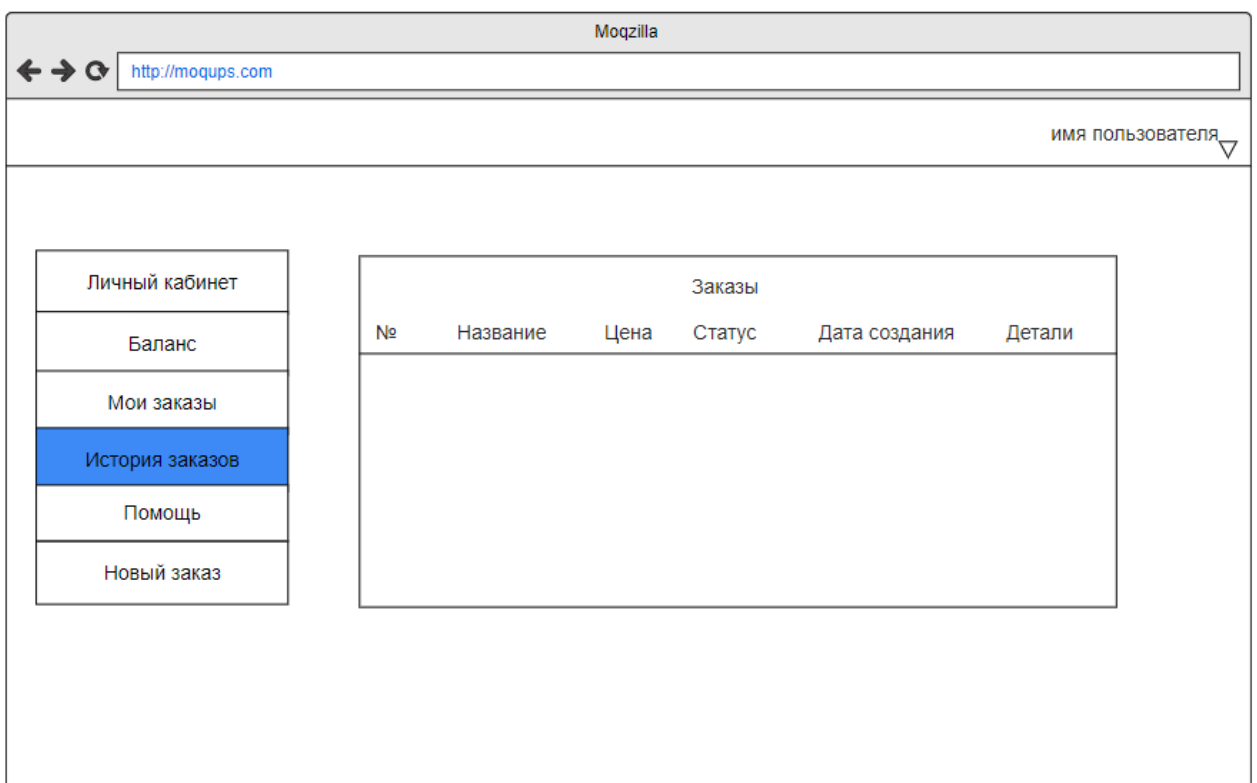 Moqzilla
http://moqups.com
имя пользователя
Личный кабинет
Баланс
Мои заказы
История заказов
Помощь
Новый заказ
Заказы
№ Название Цена Статус Дата создания Детали